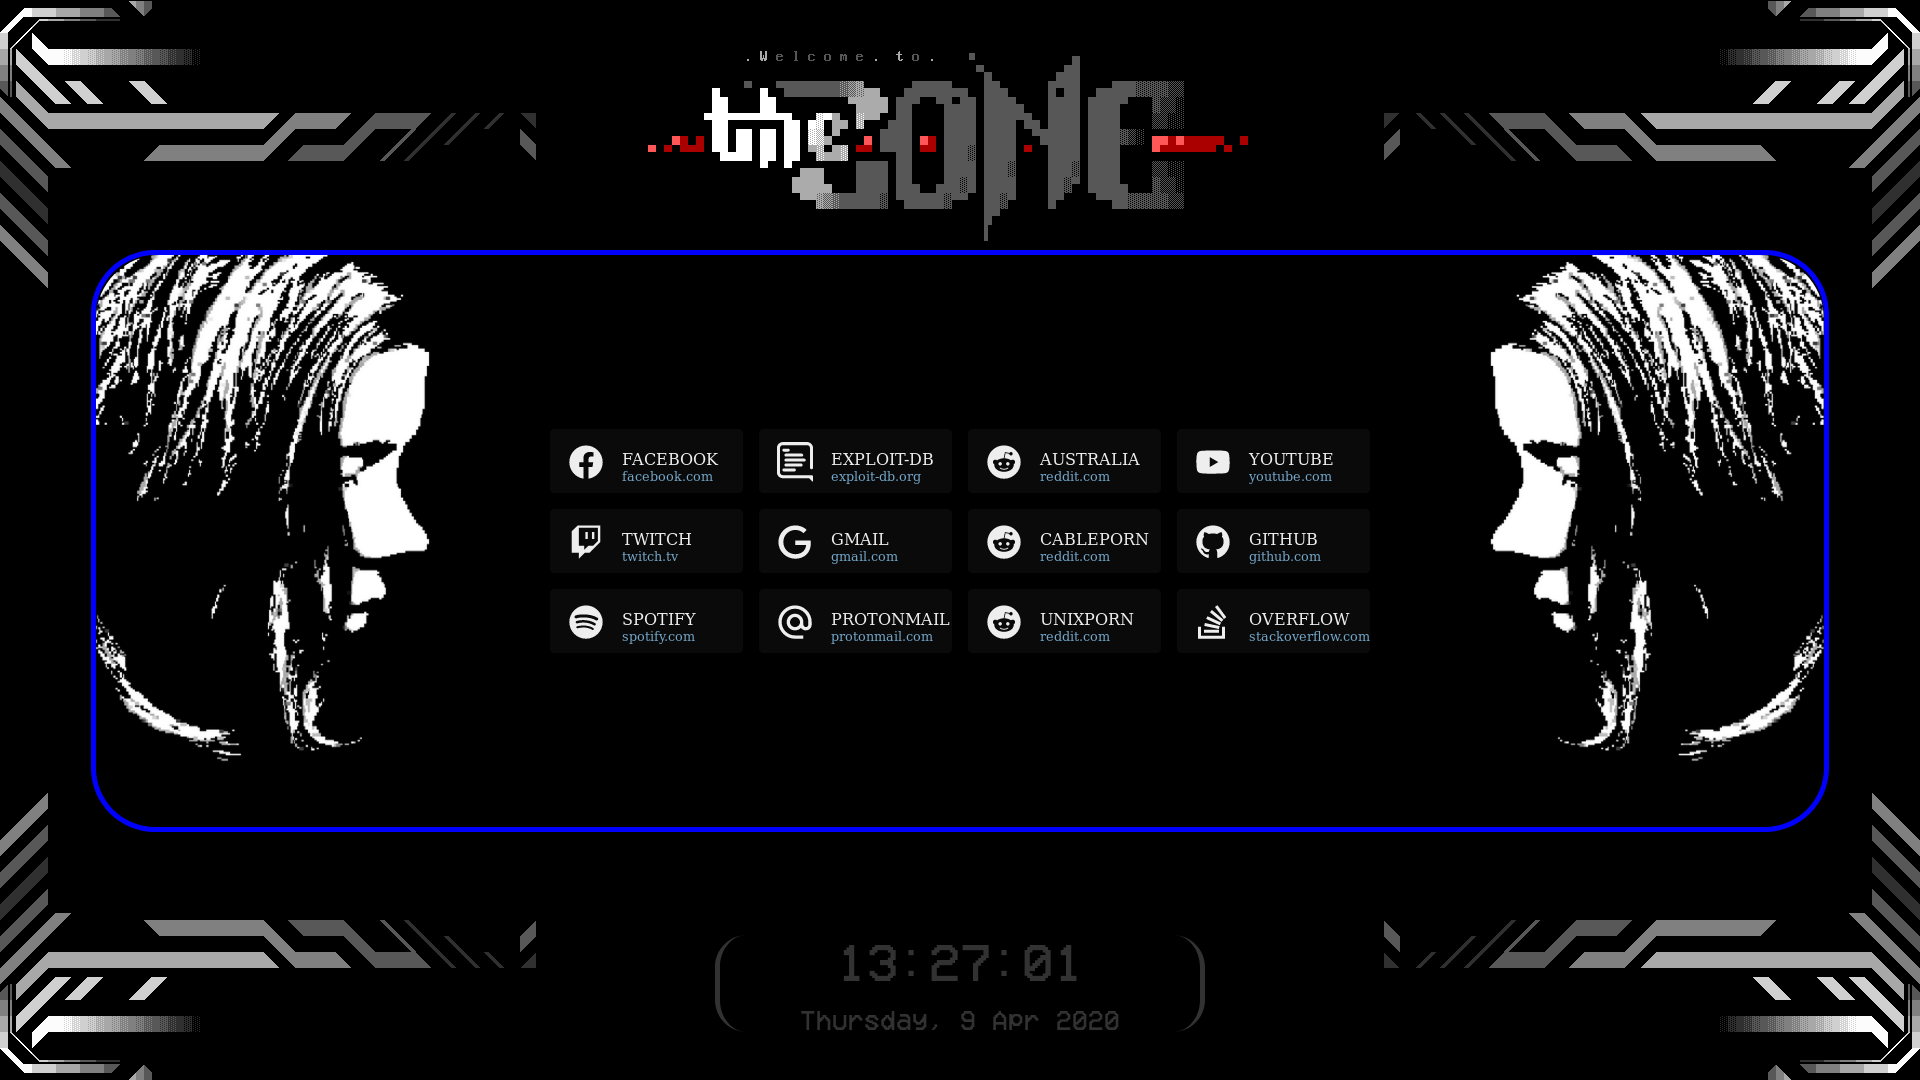 .Welcome. to.
the ZONE
FACEBOOK
facebook.com
EXPLOIT-DB
exploit-db.org
AUSTRALIA
reddit.com
YOUTUBE
youtube.com
TWITCH
twitch.tv
GMAIL
gmail.com
CABLEPORN
reddit.com
GITHUB
github.com
SPOTIFY
spotify.com
PROTONMAIL
protonmail.com
UNIXPORN
reddit.com
OVERFLOW
stackoverflow.com
13:27:01
Thursday, 9 Apr 2020